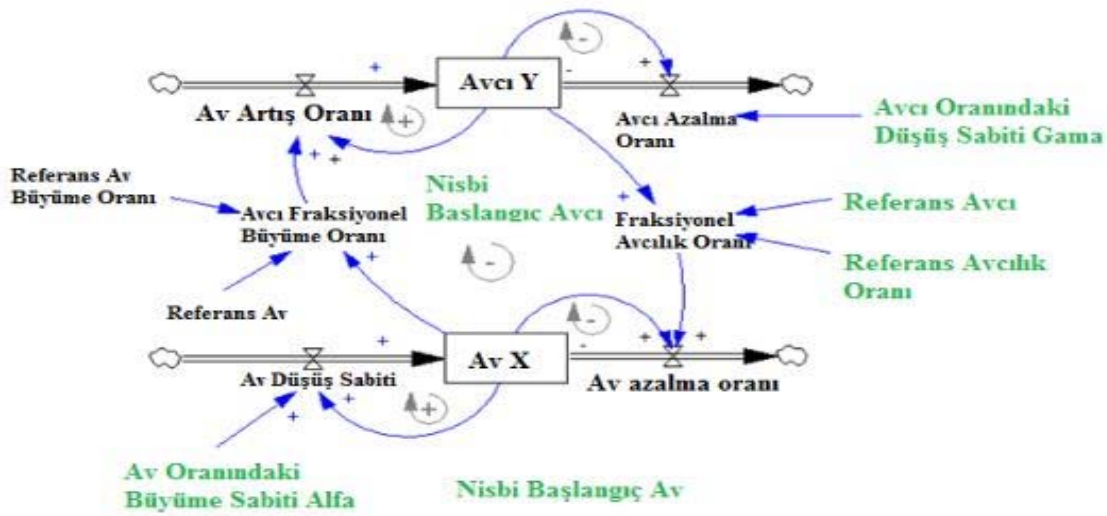 Avcı Y
Av Artış Oranı
Avcı Azalma
Oranı
Avcı Oranındaki
Düşüş Sabiti Gama
Referans Av
Büyüme Oranı
Avcı Fraksiyonel
Büyüme Oranı
Nisbi
Başlangıç Avcı
Fraksiyonel
Avcılık Oranı
Referans Avcı
Referans Avcılık
Oranı
Referans Av
Av X
Av Düşüş Sabiti
Av azalma oranı
Av Oranındaki
Büyüme Sabiti Alfa
Nisbi Başlangıç Av